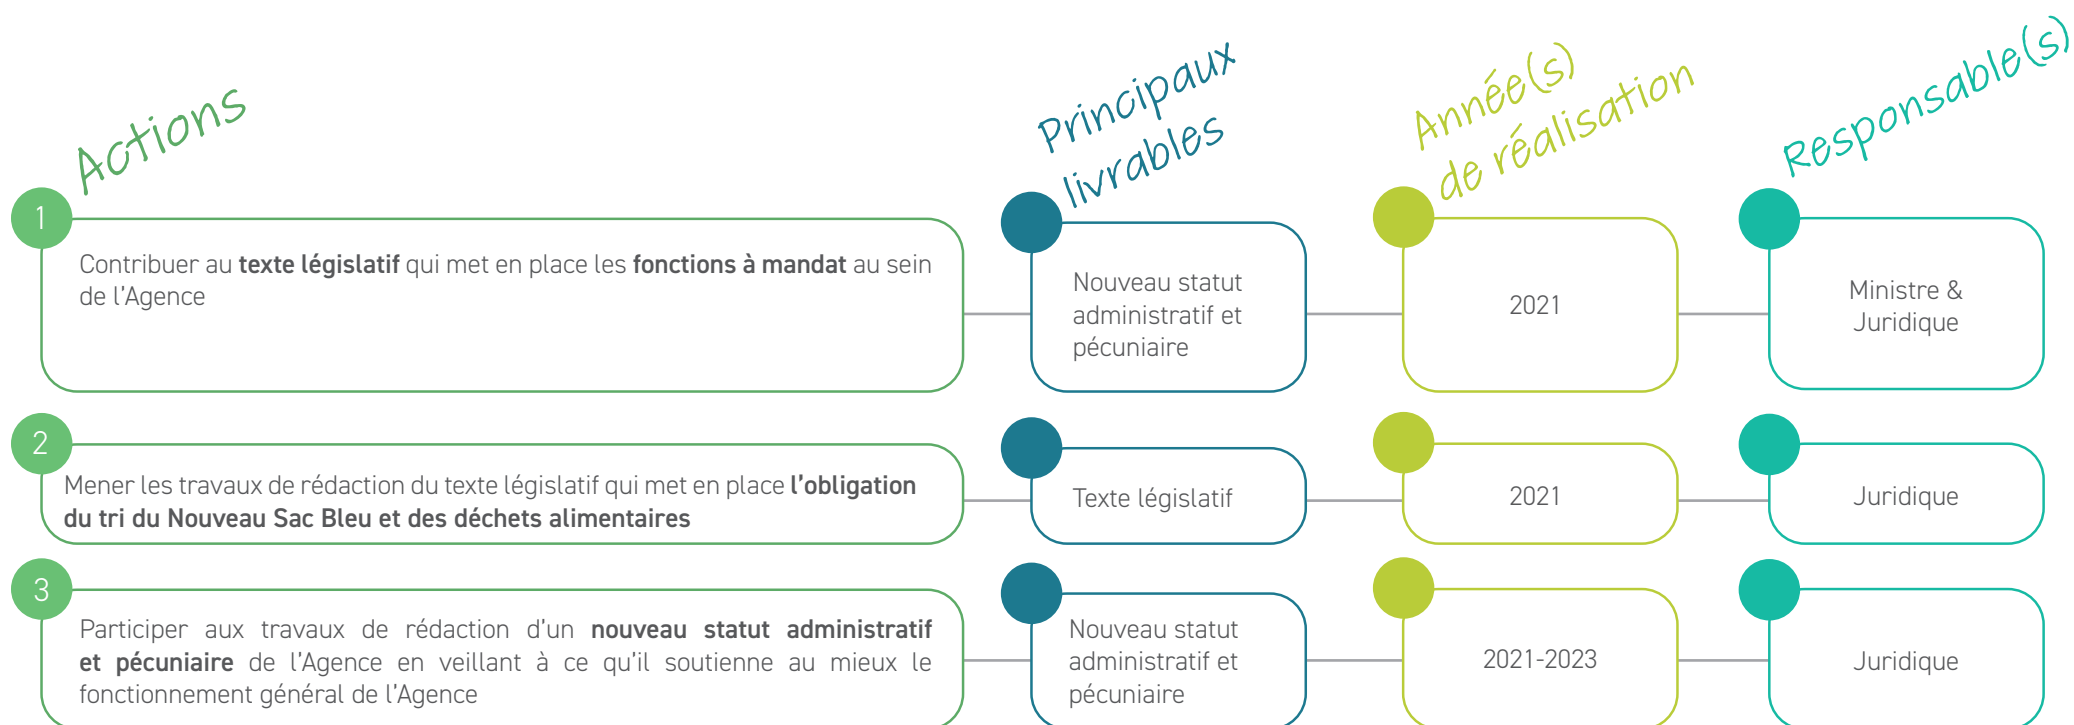 Actions
Principaux
livrables
Année(s)
de réalisation
Responsable(s)
1
Contribuer au texte législatif qui met en place les fonctions à mandat au sein
de l'Agence
Nouveau statut
administratif et
pécuniaire
2021
Ministre &
Juridique
2
Mener les travaux de rédaction du texte législatif qui met en place l'obligation
du tri du Nouveau Sac Bleu et des déchets alimentaires
Texte législatif
2021
Juridique
3
Participer aux travaux de rédaction d'un nouveau statut administratif
et pécuniaire de l'Agence en veillant à ce qu'il soutienne au mieux le
fonctionnement général de l'Agence
Nouveau statut
administratif et
pécuniaire
2021-2023
Juridique